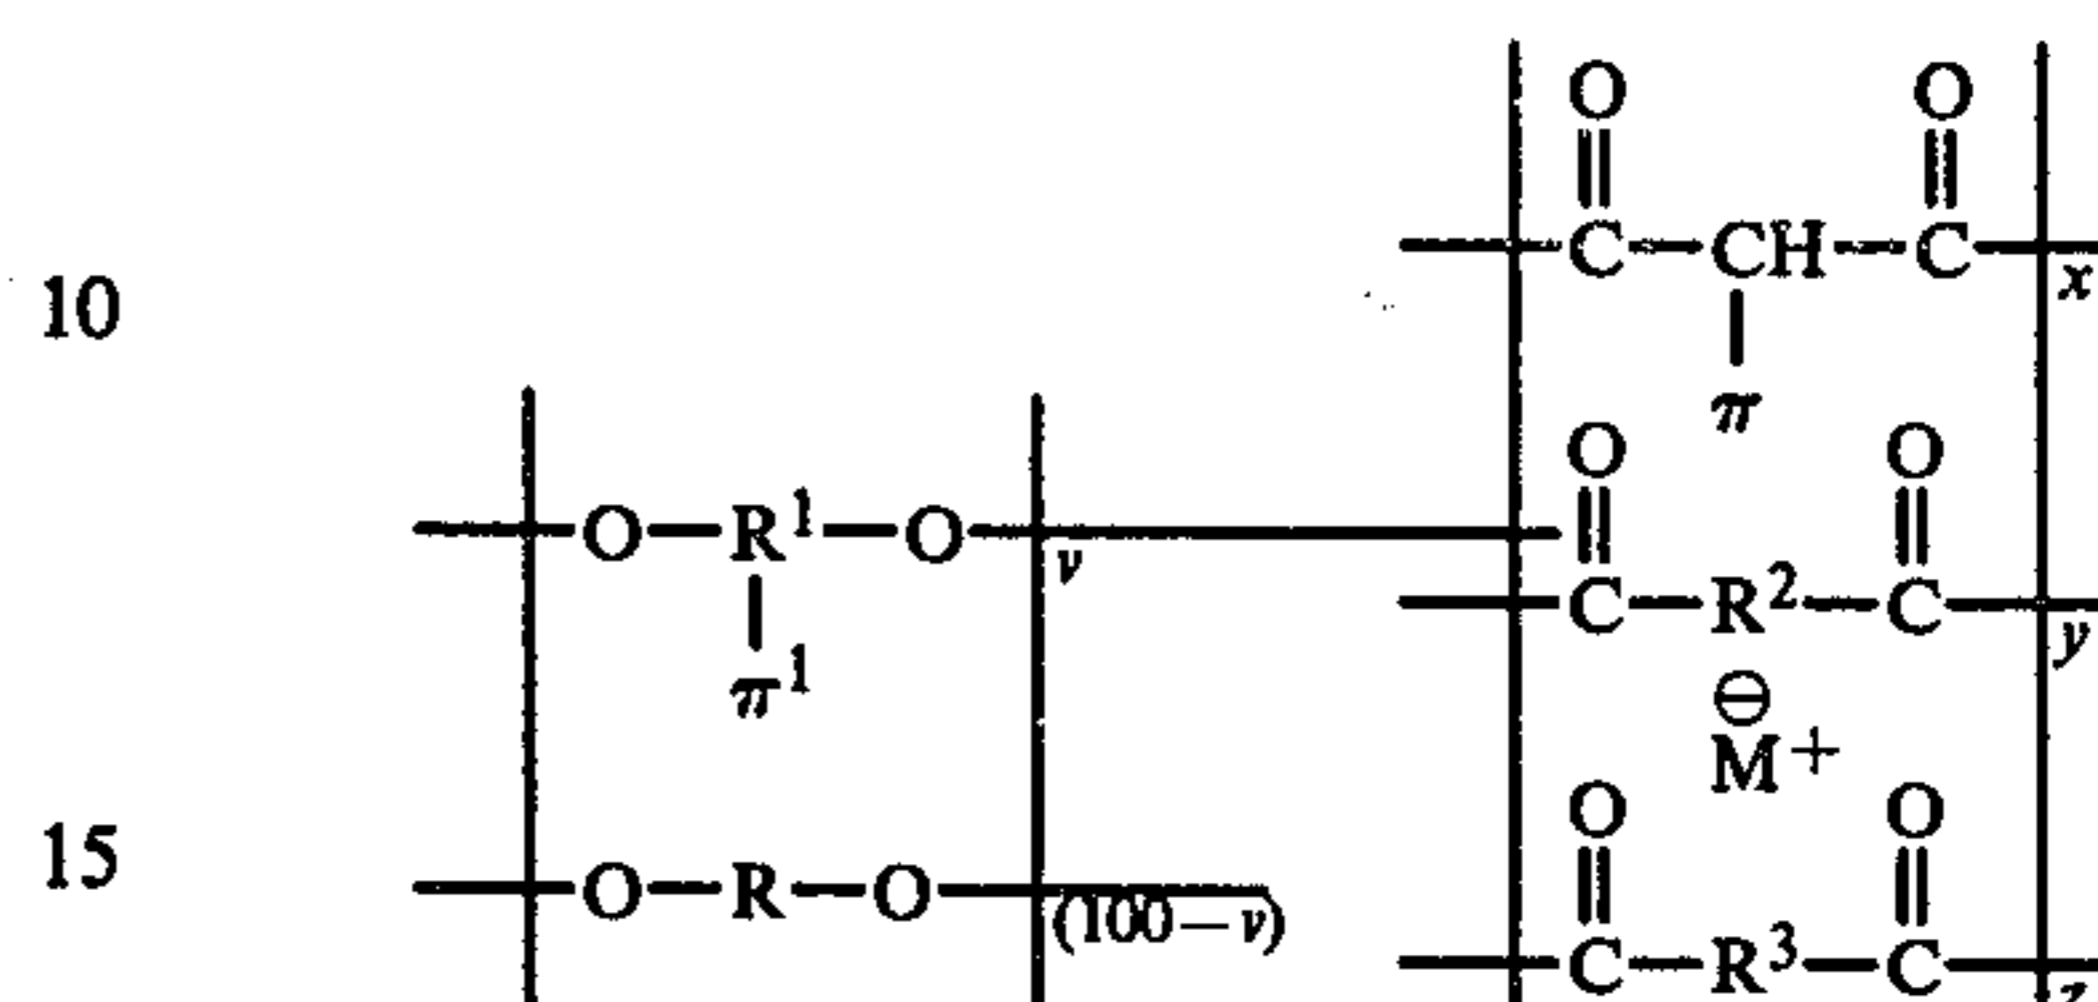 O O
C—CH—C x
10
π
O O
O—R¹—O v
C—R²—C y
π¹
⊖
M+
O O
15
O—R—O (100−v)
C—R³—C z